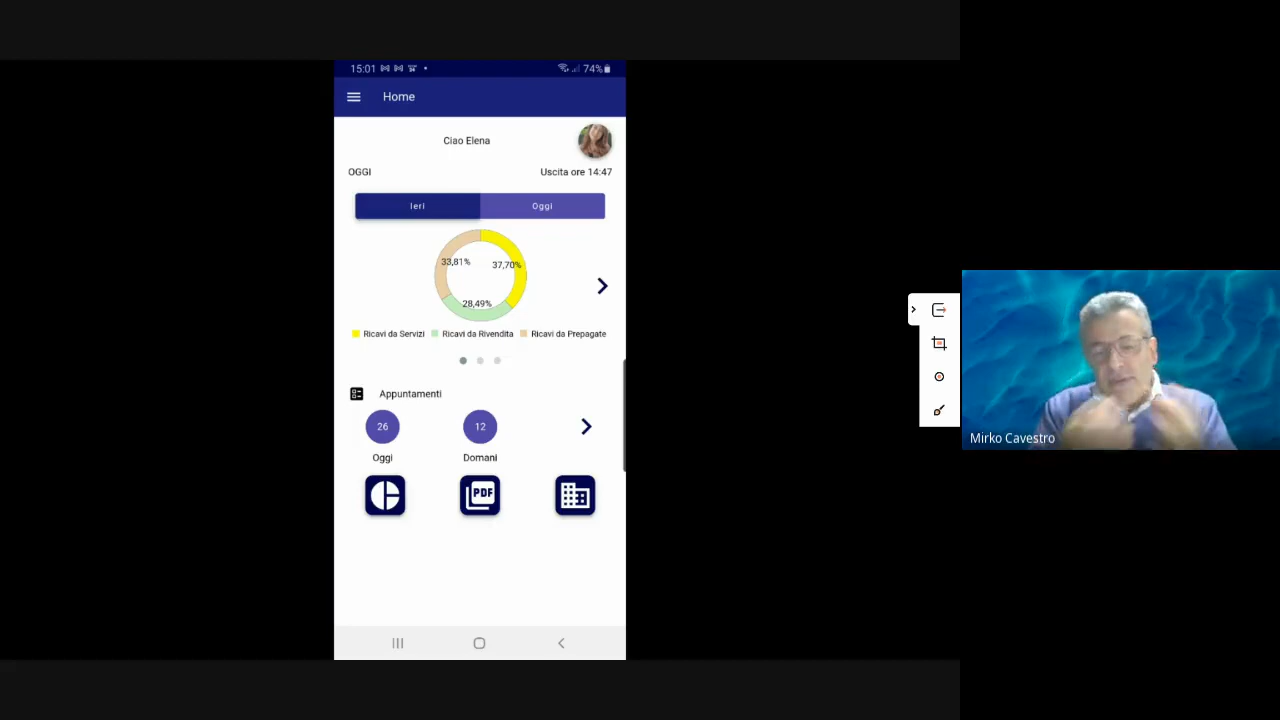 15:01 74%
Home
Ciao Elena
OGGI Uscita ore 14:47
Ieri Oggi
33,81% 37,70%
28,49%
Ricavi da Servizi Ricavi da Rivendita Ricavi da Prepagate
Appuntamenti
26 12
Oggi Domani
PDF
Mirko Cavestro